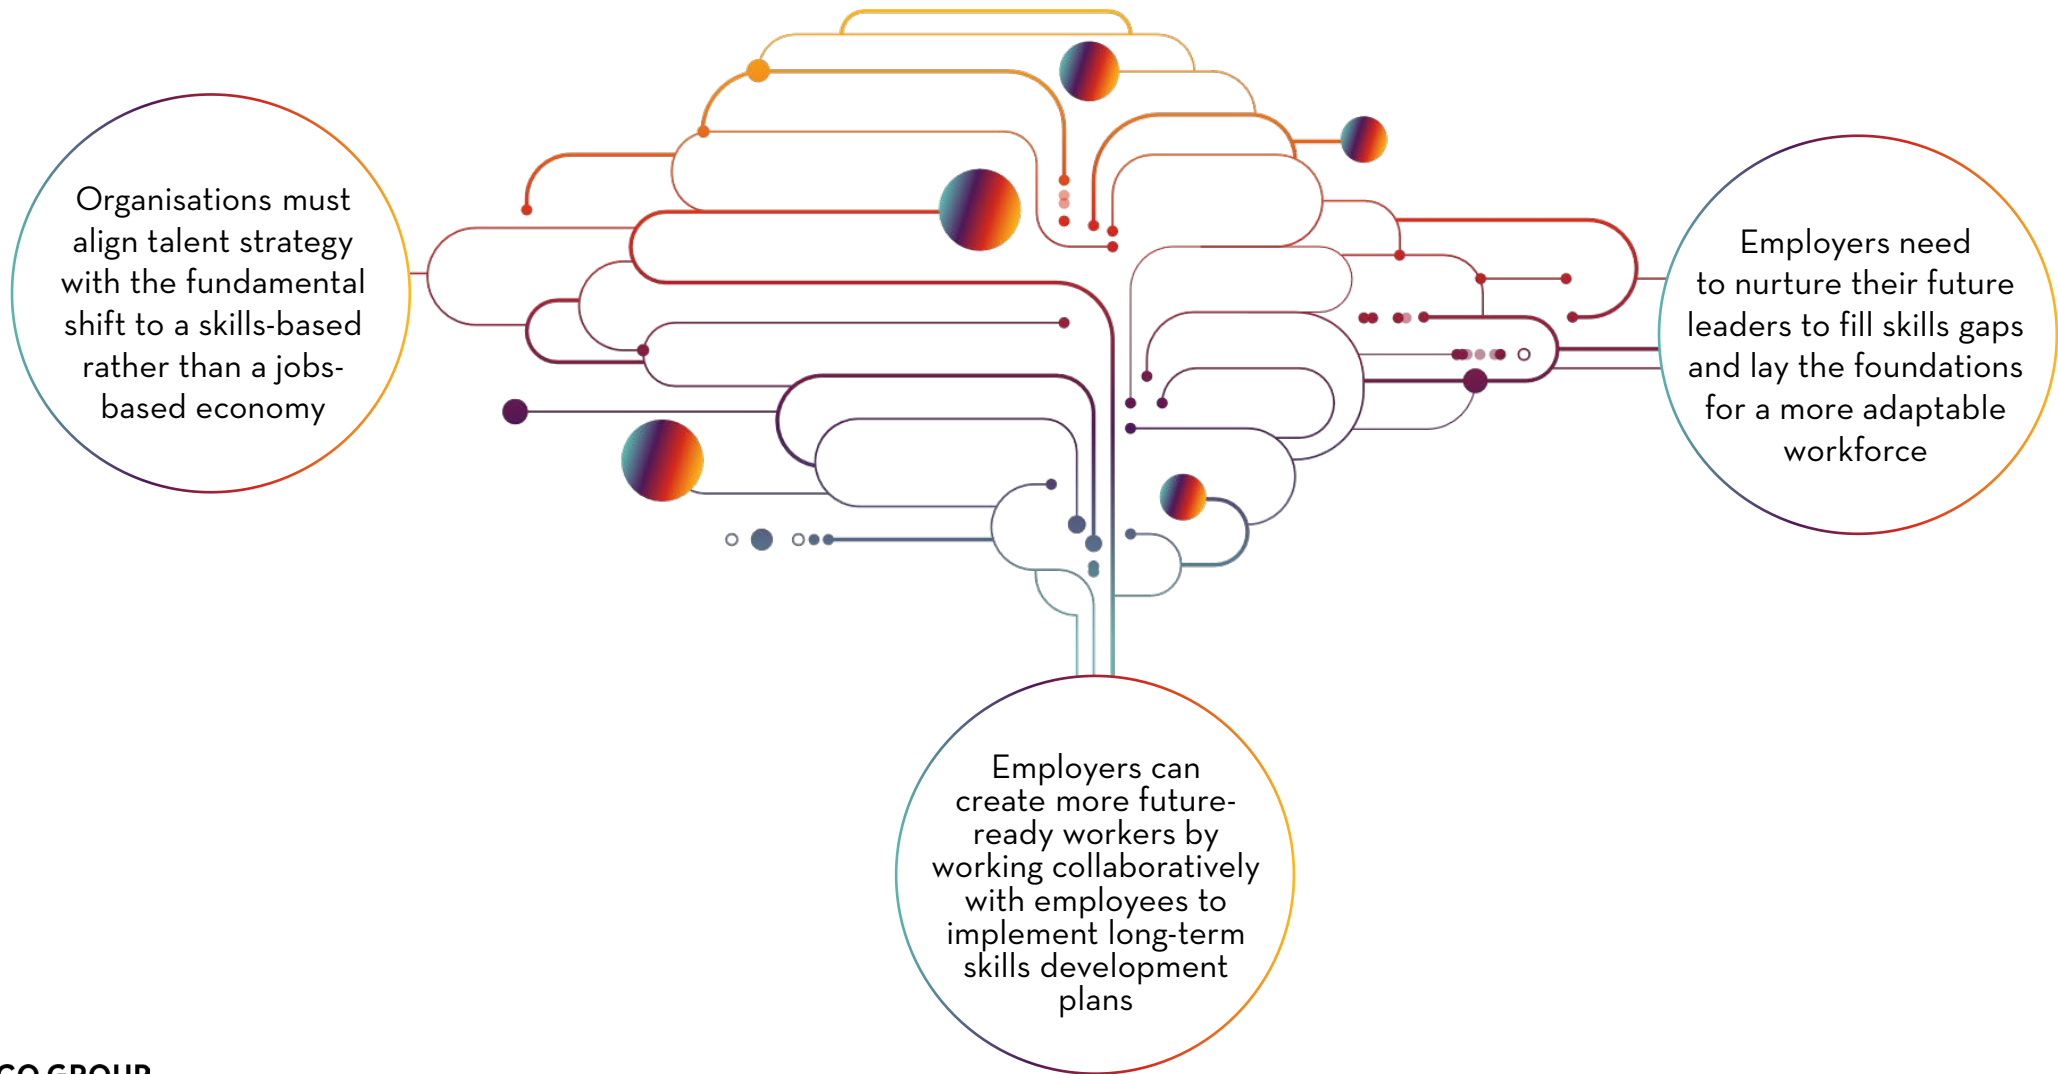 Organisations must
align talent strategy
with the fundamental
shift to a skills-based
rather than a jobs-
based economy
Employers need
to nurture their future
leaders to fill skills gaps
and lay the foundations
for a more adaptable
workforce
Employers can
create more future-
ready workers by
working collaboratively
with employees to
implement long-term
skills development
plans
GROUP